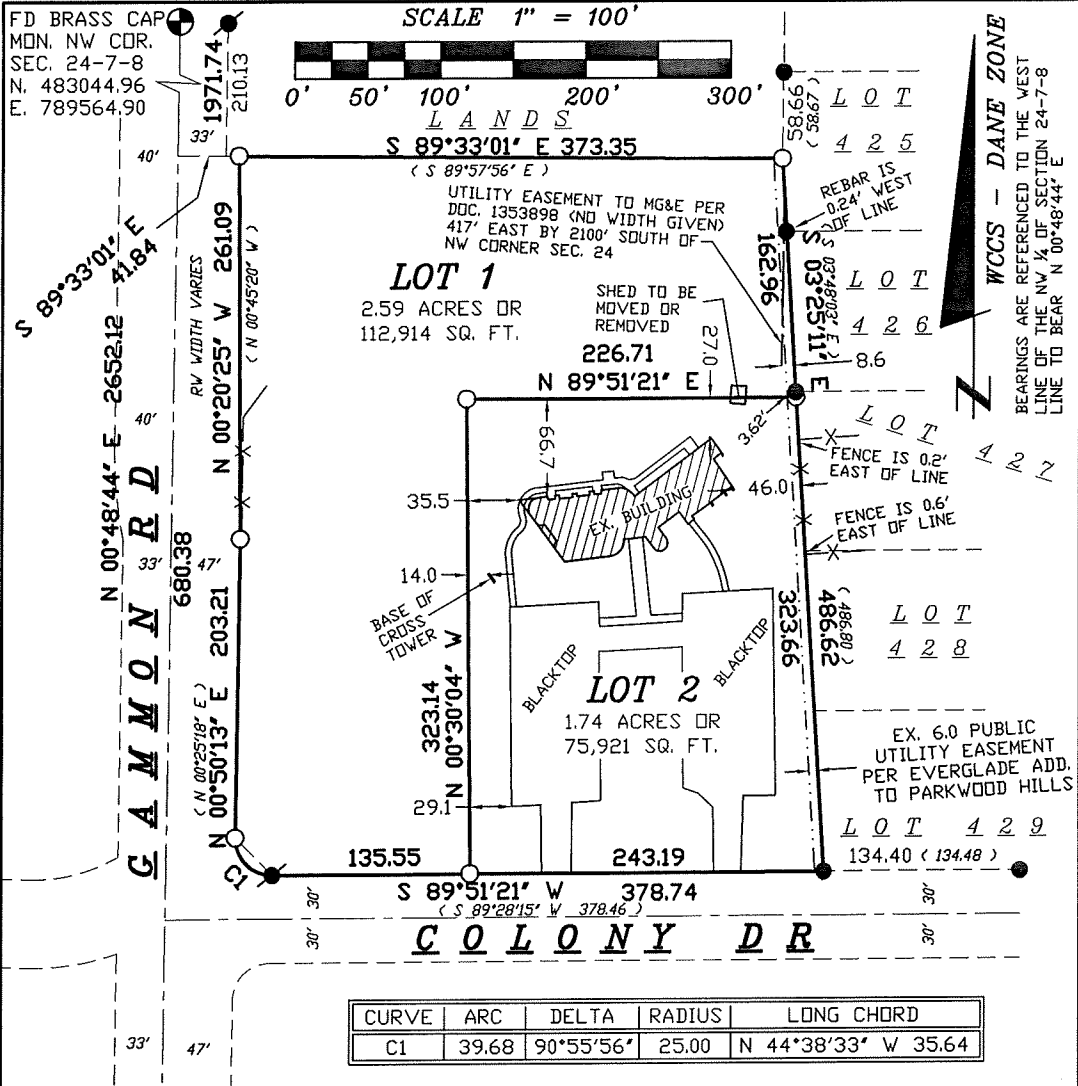 FD BRASS CAP
MON. NW COR.
SEC. 24-7-8
N. 483044.96
E. 789564.90
1971.74
210.13
SCALE 1" = 100'
0' 50' 100' 200' 300'
LANDS
S 89°33'01" E 373.35
( S 89°57'56" E )
33'
40'
S 89°33'01" E
41.84
58.66
(58.67)
LOT
425
REBAR IS
0.24' WEST
OF LINE
UTILITY EASEMENT TO MG&E PER
DOC. 1353898 (NO WIDTH GIVEN)
417' EAST BY 2100' SOUTH OF
NW CORNER SEC. 24
WCCS - DANE ZONE
BEARINGS ARE REFERENCED TO THE WEST
LINE OF THE NW ¼ OF SECTION 24-7-8
LINE TO BEAR N 00°48'44" E
N
LOT 1
2.59 ACRES OR
112,914 SQ. FT.
SHED TO BE
MOVED OR
REMOVED
27.0
162.96
S 03°25'11" E
( S 03°48'03" E )
LOT
426
8.6
RW WIDTH VARIES
N 00°20'25" W 261.09
( N 00°45'20" W )
226.71
N 89°51'21" E
3.62'
LOT
427
FENCE IS 0.2'
EAST OF LINE
FENCE IS 0.6'
EAST OF LINE
40'
N 00°48'44" E 2652.12
GAMMON RD
33'
47'
680.38
66.7
35.5
EX. BUILDING
46.0
14.0
BASE OF
CROSS
TOWER
323.66
486.62
(486.80)
LOT
428
N 00°50'13" E 203.21
( N 00°25'18" E )
323.14
N 00°30'04" W
BLACKTOP
BLACKTOP
LOT 2
1.74 ACRES OR
75,921 SQ. FT.
29.1
EX. 6.0 PUBLIC
UTILITY EASEMENT
PER EVERGLADE ADD.
TO PARKWOOD HILLS
LOT 429
134.40 ( 134.48 )
C1
135.55
243.19
S 89°51'21" W 378.74
( S 89°28'15" W 378.46 )
30'
30'
30'
30'
COLONY DR
33'
47'
CURVE ARC DELTA RADIUS LONG CHORD
C1 39.68 90°55'56" 25.00 N 44°38'33" W 35.64